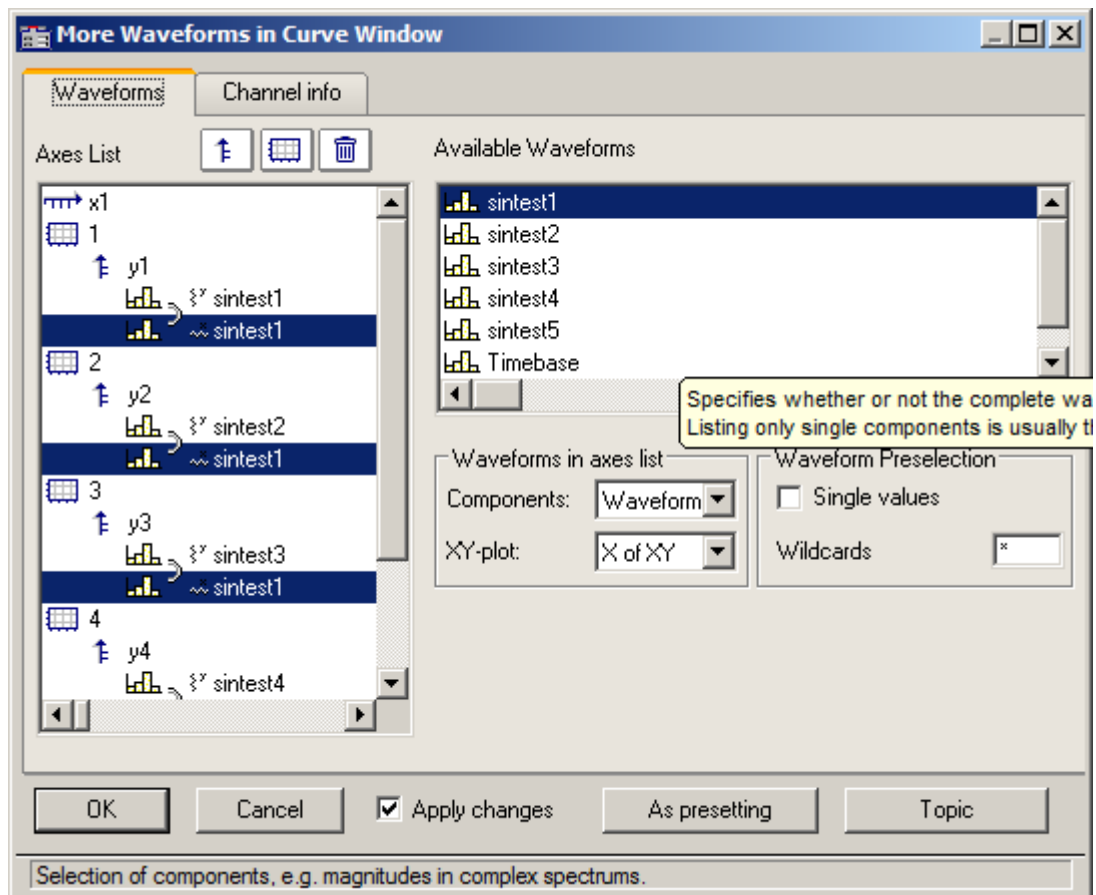 More Waveforms in Curve Window
Waveforms
Channel info
Axes List
Available Waveforms
x1
1
y1
sintest1
sintest1
2
y2
sintest2
sintest1
3
y3
sintest3
sintest1
4
y4
sintest4
sintest1
sintest2
sintest3
sintest4
sintest5
Timebase
Specifies whether or not the complete wa
Listing only single components is usually th
Waveforms in axes list
Components: Waveform
XY-plot: X of XY
Waveform Preselection
Single values
Wildcards *
OK
Cancel
Apply changes
As presetting
Topic
Selection of components, e.g. magnitudes in complex spectrums.